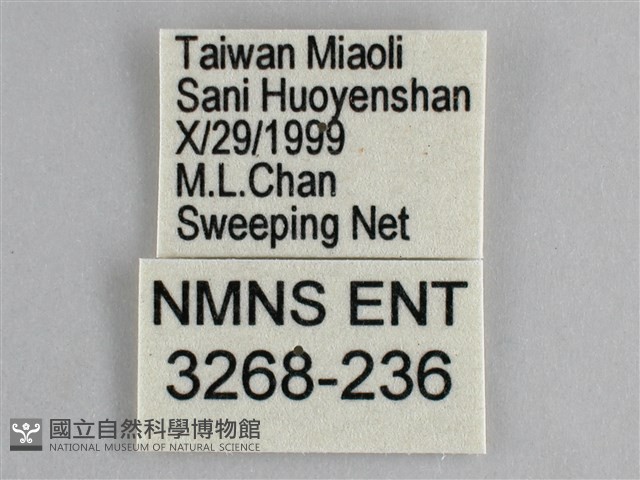 Taiwan Miaoli
Sani Huoyenshan
X/29/1999
M.L.Chan
Sweeping Net
NMNS ENT
3268-236
國立自然科學博物館
NATIONAL MUSEUM OF NATURAL SCIENCE